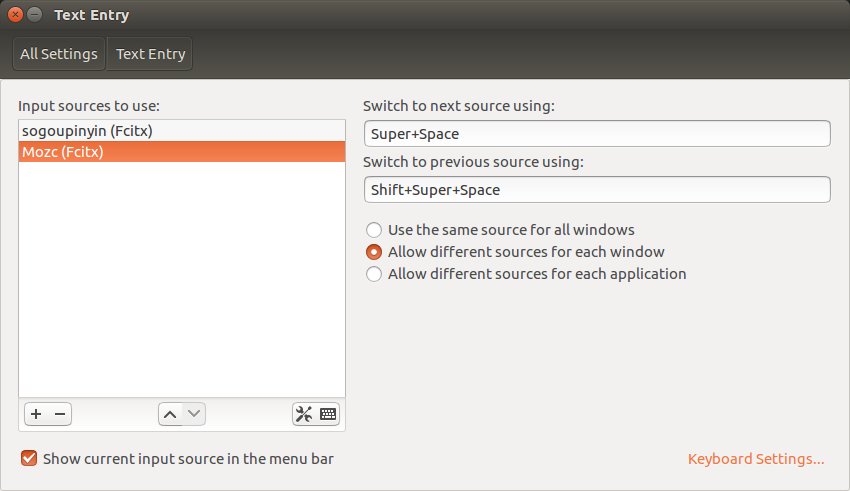 Text Entry
All Settings
Text Entry
Input sources to use:
sogoupinyin (Fcitx)
Mozc (Fcitx)
Switch to next source using:
Super+Space
Switch to previous source using:
Shift+Super+Space
Use the same source for all windows
Allow different sources for each window
Allow different sources for each application
Show current input source in the menu bar
Keyboard Settings...